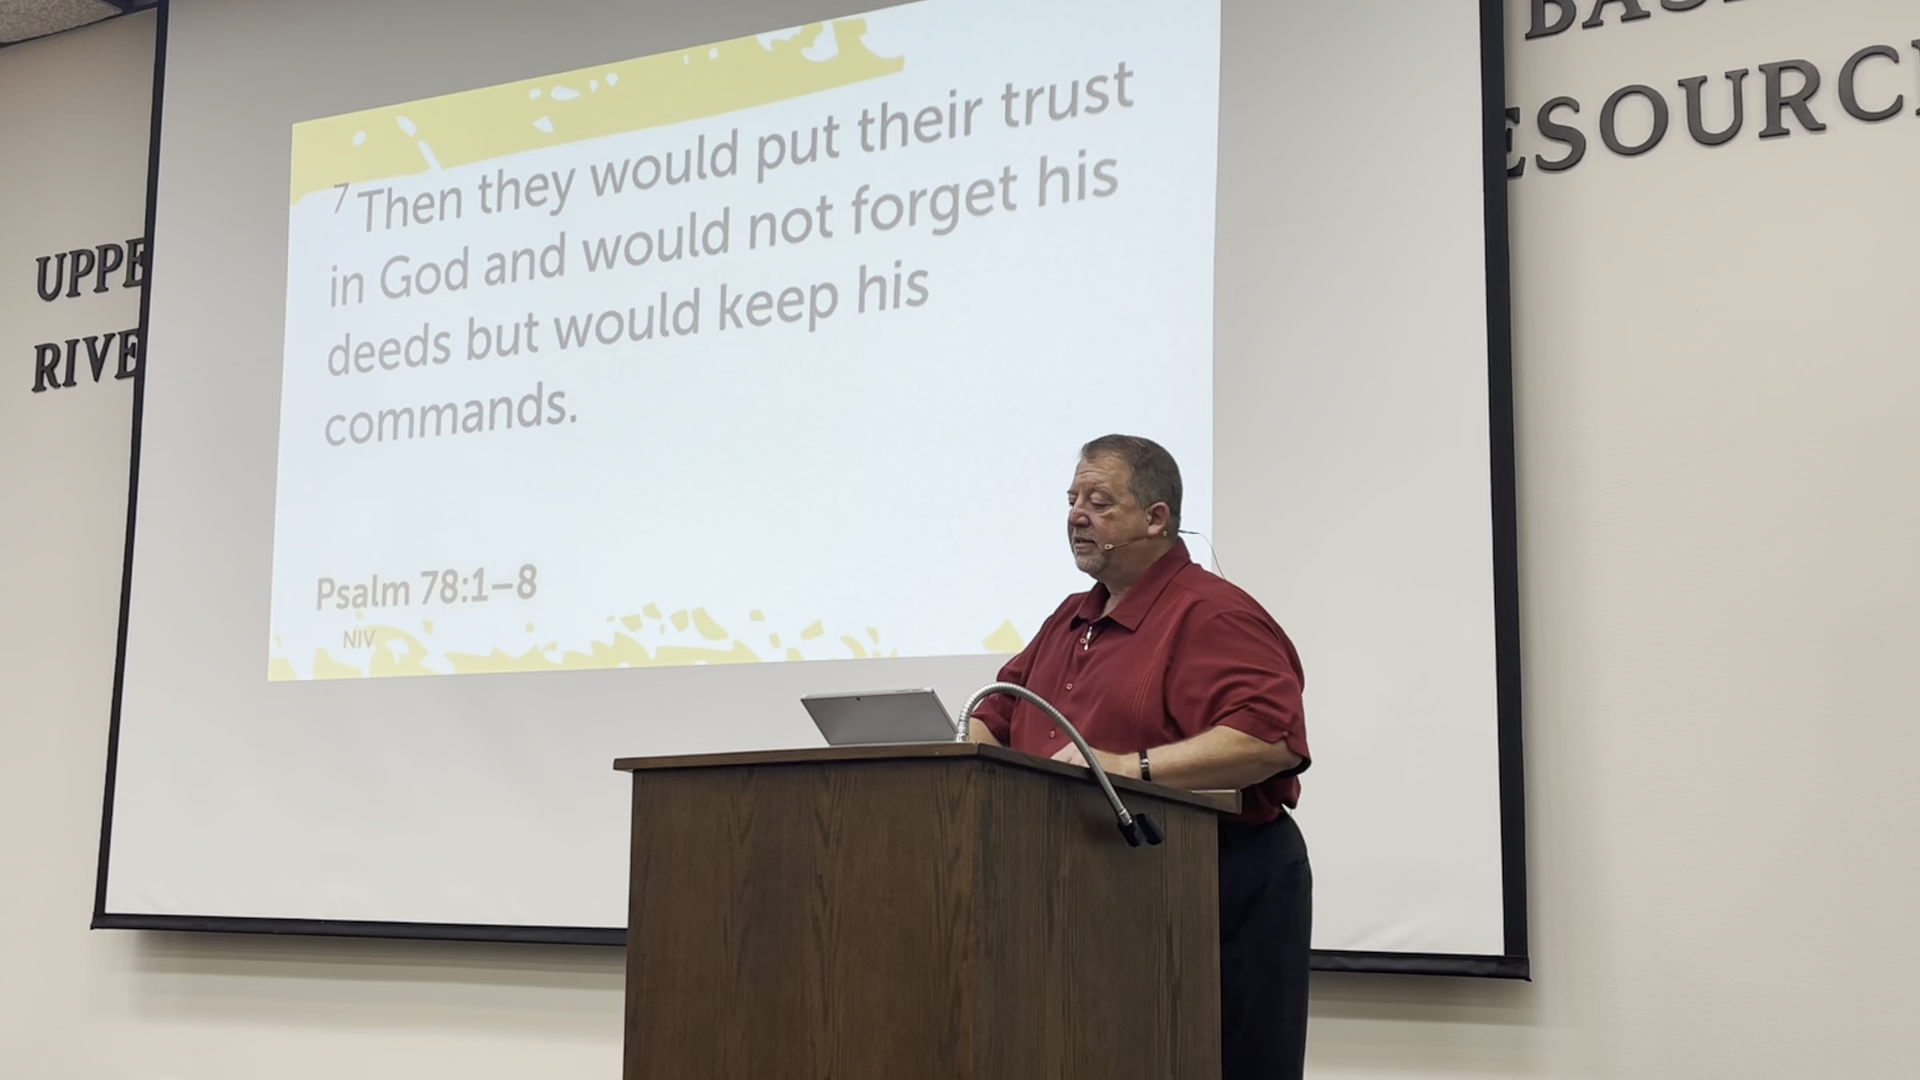 UPPE
RIVE
7 Then they would put their trust
in God and would not forget his
deeds but would keep his
commands.
Psalm 78:1–8
NIV
BAS
ESOURC